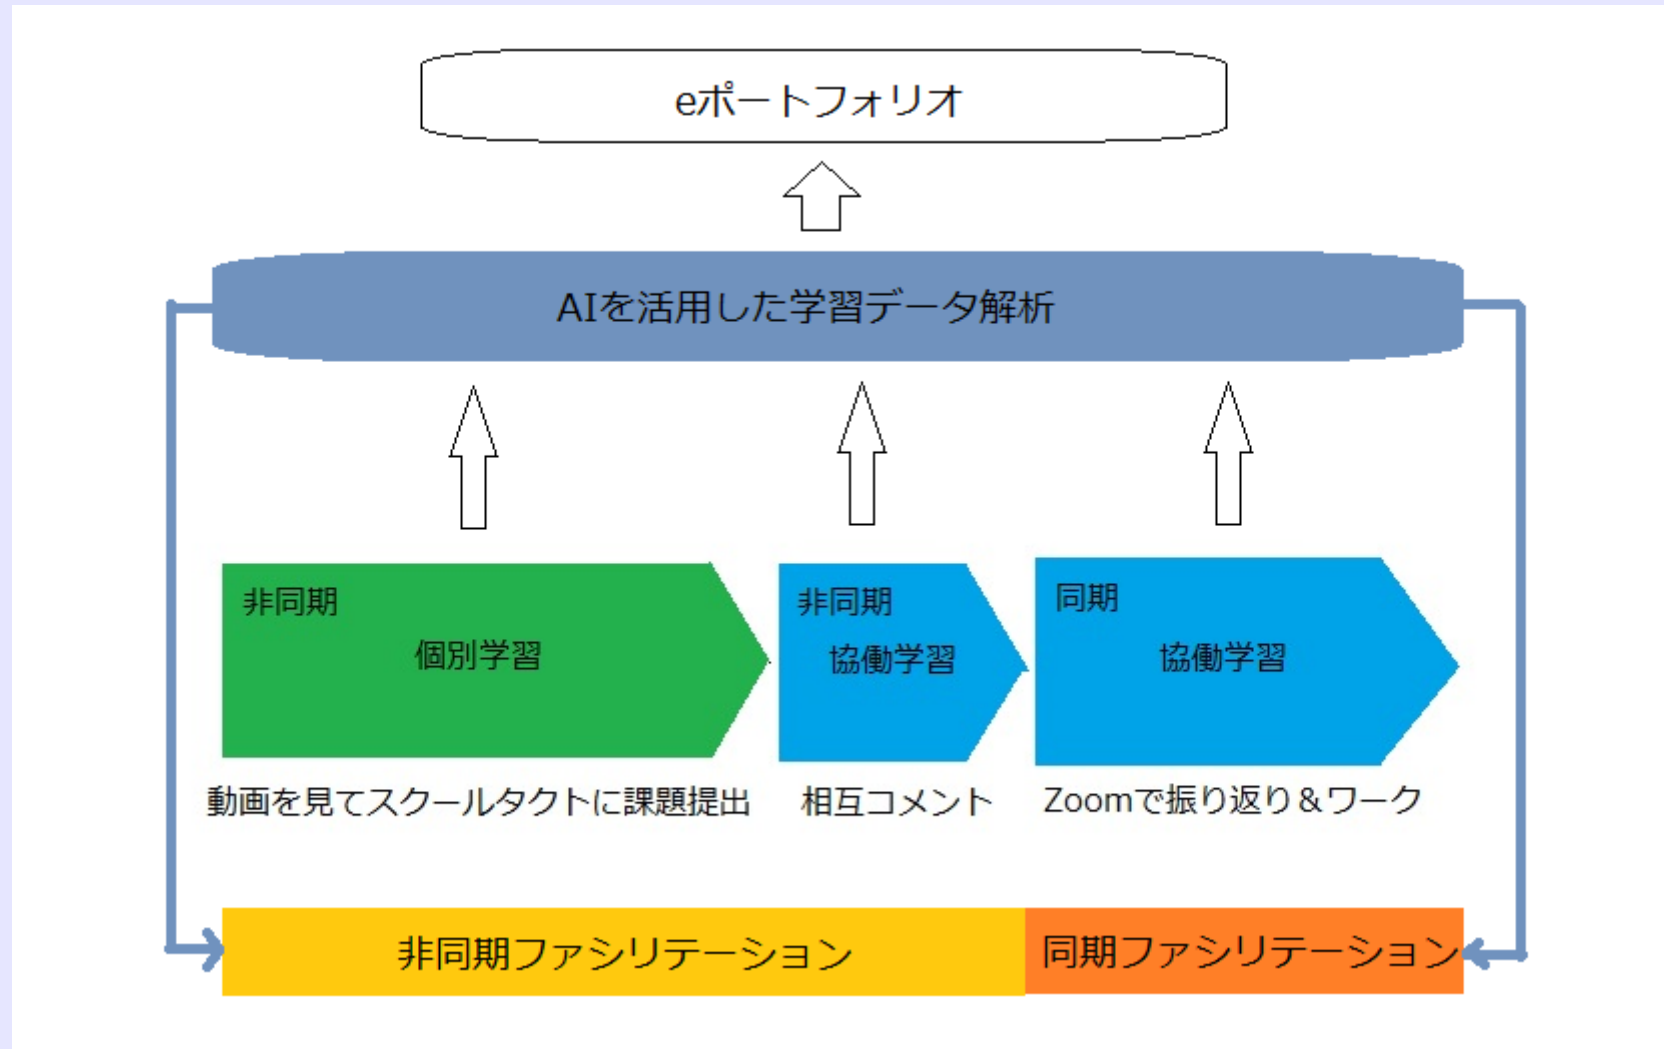 eポートフォリオ
AIを活用した学習データ解析
非同期
個別学習
非同期
協働学習
同期
協働学習
動画を見てスクールタクトに課題提出
相互コメント
Zoomで振り返り＆ワーク
非同期ファシリテーション
同期ファシリテーション